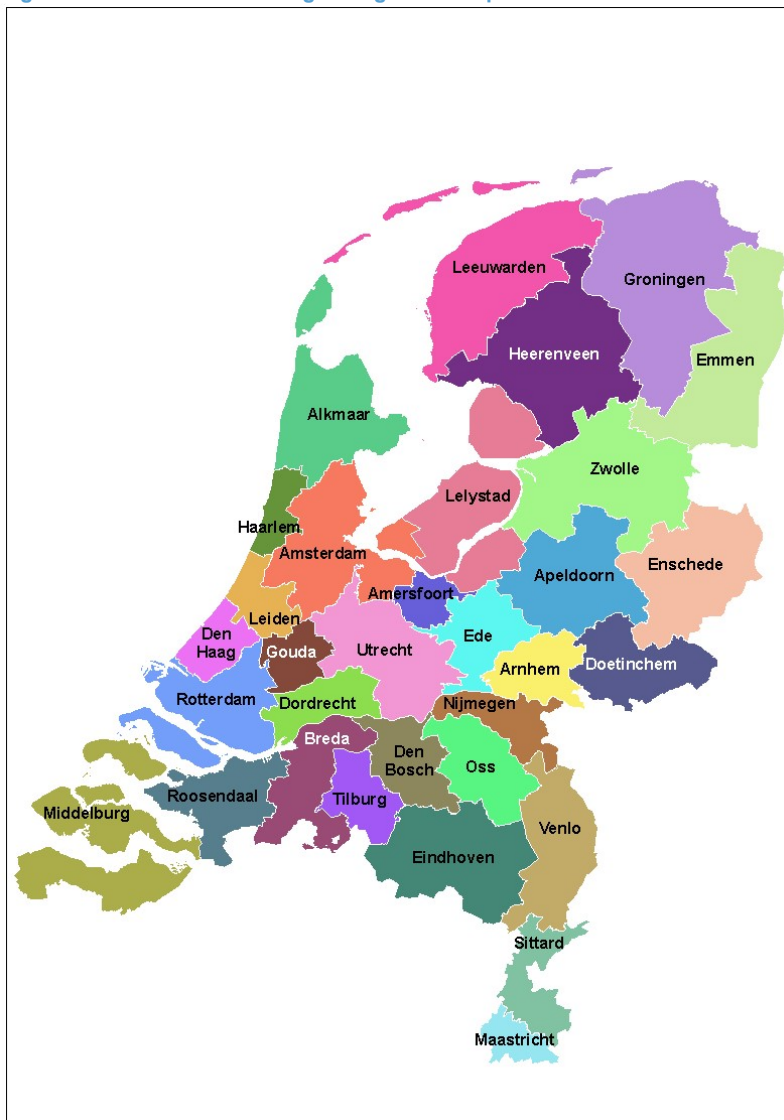 Leeuwarden
Groningen
Heerenveen
Emmen
Alkmaar
Zwolle
Lelystad
Haarlem
Amsterdam
Enschede
Apeldoorn
Amersfoort
Leiden
Den
Haag
Gouda
Utrecht
Ede
Arnhem
Doetinchem
Rotterdam
Dordrecht
Nijmegen
Breda
Den
Bosch
Oss
Roosendaal
Tilburg
Middelburg
Venlo
Eindhoven
Sittard
Maastricht